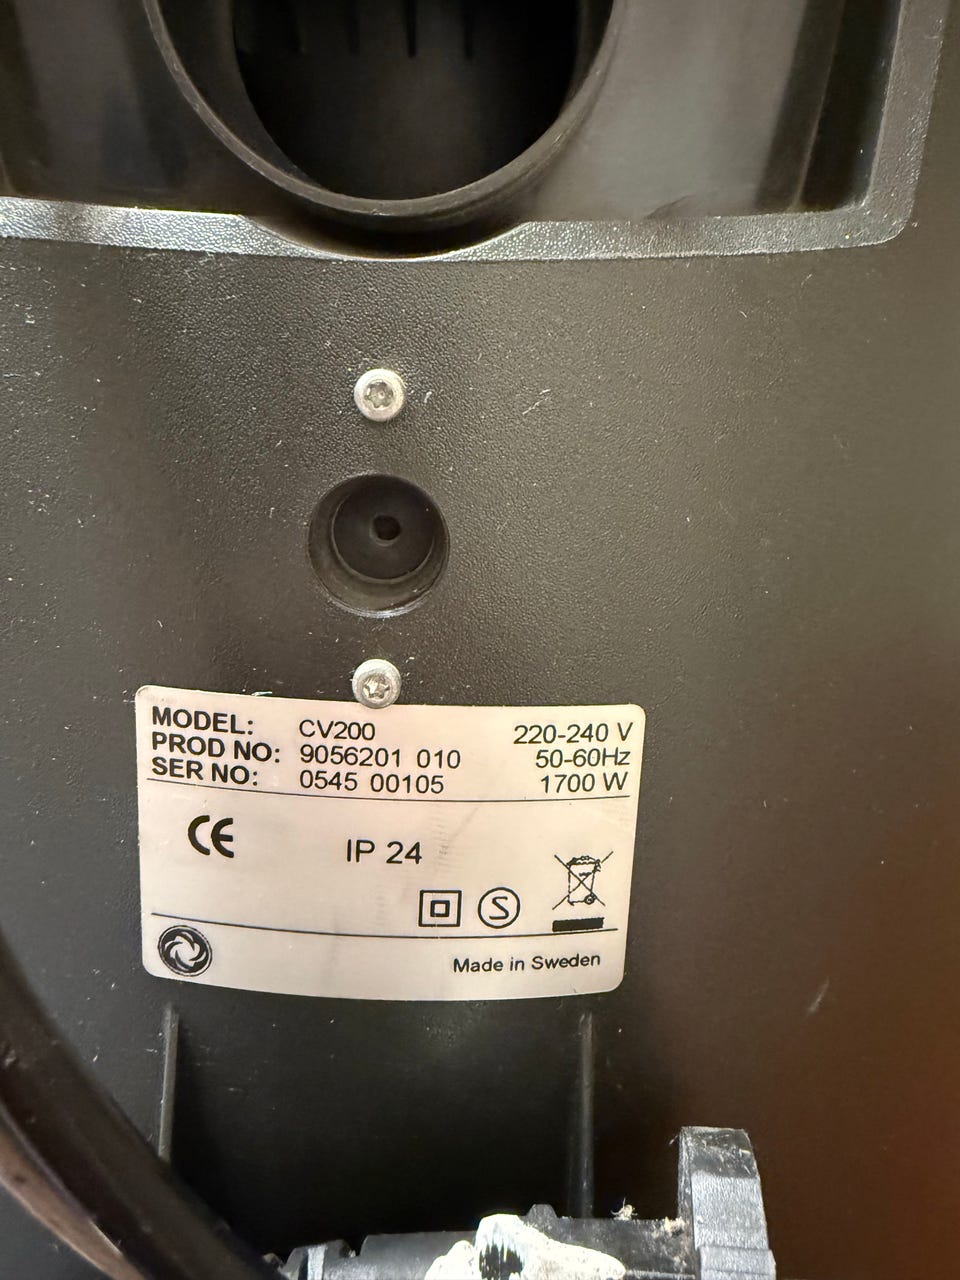 MODEL: CV200 220-240 V
PROD NO: 9056201 010 50-60Hz
SER NO: 0545 00105 1700 W
CE IP 24
S
Made in Sweden